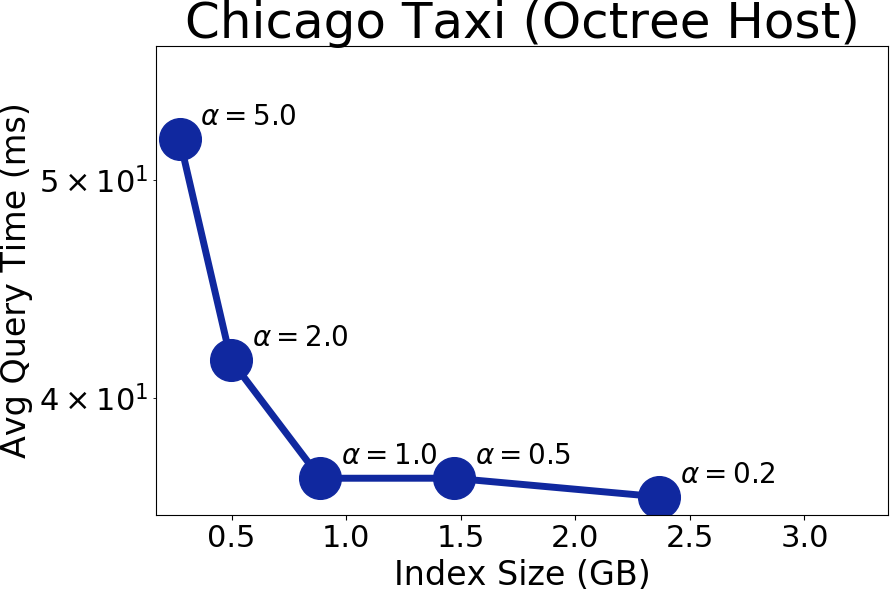 Chicago Taxi (Octree Host)
Avg Query Time (ms)
5 × 10¹
4 × 10¹
α = 5.0
α = 2.0
α = 1.0
α = 0.5
α = 0.2
0.5 1.0 1.5 2.0 2.5 3.0
Index Size (GB)